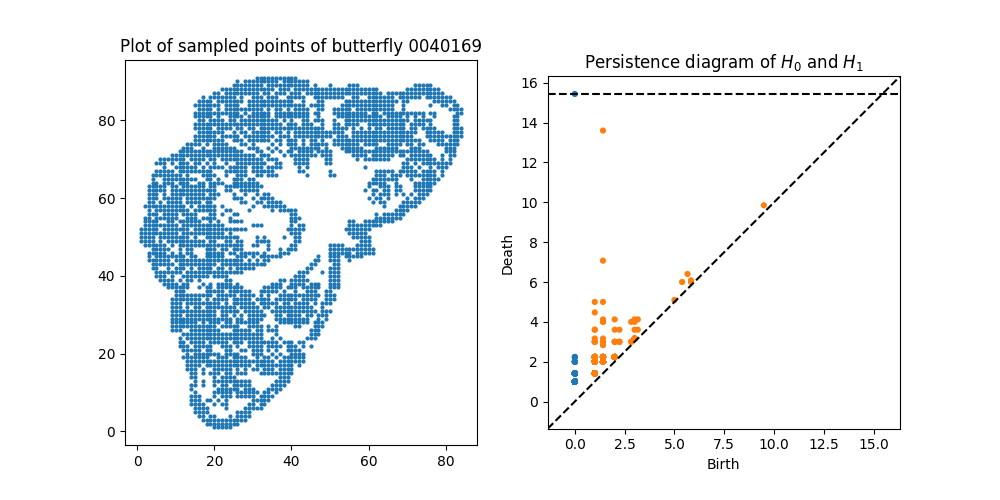 Plot of sampled points of butterfly 0040169
80
60
40
20
0
0 20 40 60 80
Persistence diagram of $H_0$ and $H_1$
16
14
12
10
8
6
4
2
0
Death
0.0 2.5 5.0 7.5 10.0 12.5 15.0
Birth